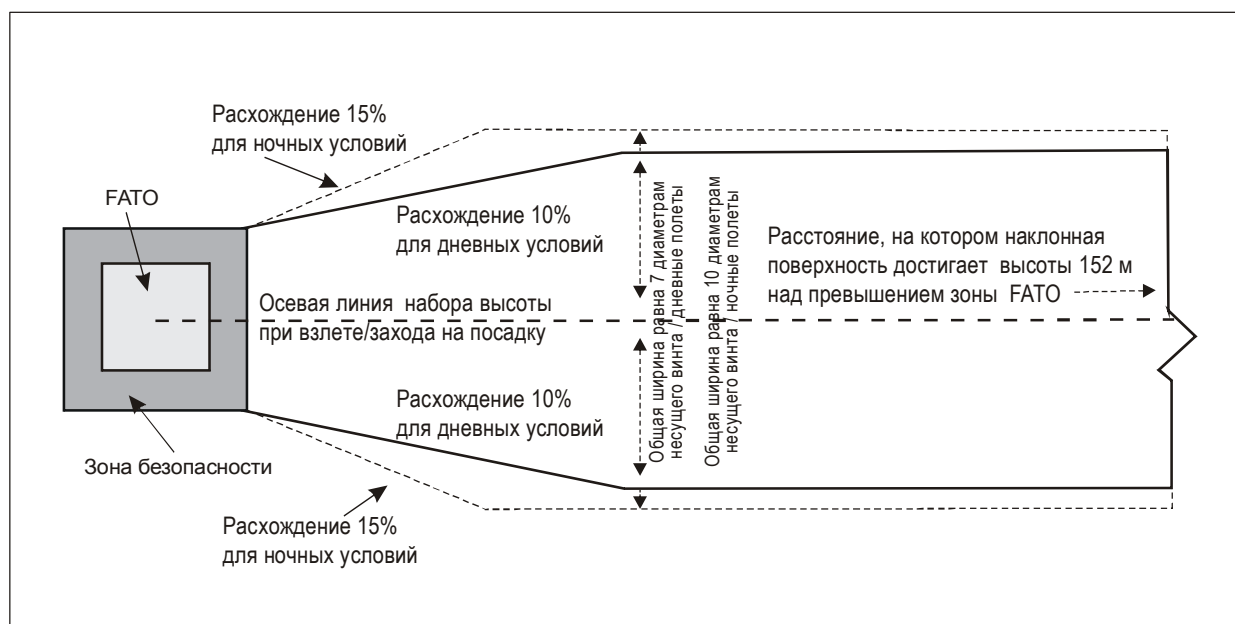 Расхождение 15%
для ночных условий
FATO
Расхождение 10%
для дневных условий
Общая ширина равна 7 диаметрам
несущего винта / дневные полеты
Общая ширина равна 10 диаметрам
несущего винта / ночные полеты
Расстояние, на котором наклонная
поверхность достигает высоты 152 м
над превышением зоны FATO
Осевая линия набора высоты
при взлете/захода на посадку
Расхождение 10%
для дневных условий
Зона безопасности
Расхождение 15%
для ночных условий